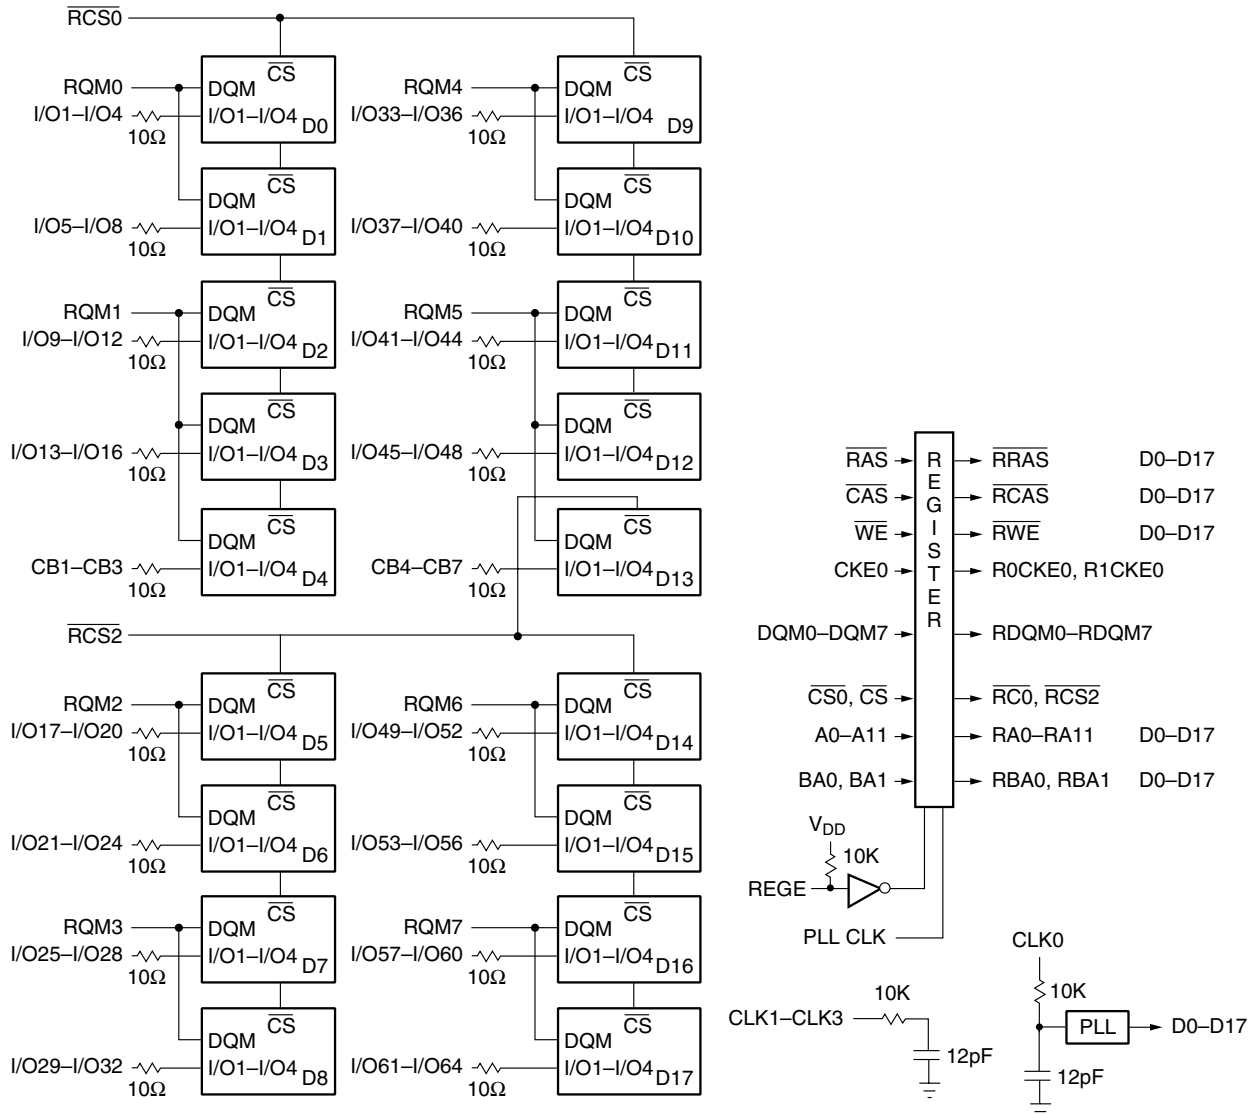 RCS0
RQM0 DQM CS
I/O1–I/O4 10Ω I/O1–I/O4 D0
DQM CS
I/O5–I/O8 10Ω I/O1–I/O4 D1
RQM1 DQM CS
I/O9–I/O12 10Ω I/O1–I/O4 D2
DQM CS
I/O13–I/O16 10Ω I/O1–I/O4 D3
DQM CS
CB1–CB3 10Ω I/O1–I/O4 D4
RQM4 DQM CS
I/O33–I/O36 10Ω I/O1–I/O4 D9
DQM CS
I/O37–I/O40 10Ω I/O1–I/O4 D10
RQM5 DQM CS
I/O41–I/O44 10Ω I/O1–I/O4 D11
DQM CS
I/O45–I/O48 10Ω I/O1–I/O4 D12
DQM CS
CB4–CB7 10Ω I/O1–I/O4 D13
RCS2
RQM2 DQM CS
I/O17–I/O20 10Ω I/O1–I/O4 D5
DQM CS
I/O21–I/O24 10Ω I/O1–I/O4 D6
RQM3 DQM CS
I/O25–I/O28 10Ω I/O1–I/O4 D7
DQM CS
I/O29–I/O32 10Ω I/O1–I/O4 D8
RQM6 DQM CS
I/O49–I/O52 10Ω I/O1–I/O4 D14
DQM CS
I/O53–I/O56 10Ω I/O1–I/O4 D15
RQM7 DQM CS
I/O57–I/O60 10Ω I/O1–I/O4 D16
DQM CS
I/O61–I/O64 10Ω I/O1–I/O4 D17
REGISTER
RAS RRAS D0–D17
CAS RCAS D0–D17
WE RWE D0–D17
CKE0 R0CKE0, R1CKE0
DQM0–DQM7 RDQM0–RDQM7
CS0, CS RC0, RCS2
A0–A11 RA0–RA11 D0–D17
BA0, BA1 RBA0, RBA1 D0–D17
VDD
10K
REGE
PLL CLK
CLK0
10K
PLL D0–D17
12pF
10K
CLK1–CLK3
12pF